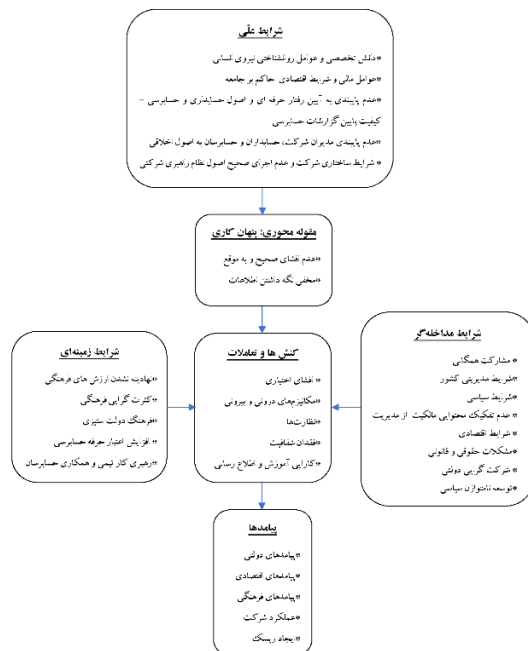 شرایط علّی
*دانش تخصصی و عوامل روانشناختی نیروی انسانی
*عوامل مالی و شرایط اقتصادی حاکم بر جامعه
*عدم پایبندی به آیین رفتار حرفه ای و اصول حسابداری و حسابرسی –
کیفیت پایین گزارشات حسابرسی
*عدم پایبندی مدیران شرکت، حسابداران و حسابرسان به اصول اخلاقی
* شرایط ساختاری شرکت و عدم اجرای صحیح اصول نظام راهبری شرکتی
مقوله محوری: پنهان کاری
*عدم افشای صحیح و به موقع
*مخفی نگه داشتن اطلاعات
شرایط زمینه‌ای
*نهادینه نشدن ارزش های فرهنگی
*کثرت گرایی فرهنگی
*فرهنگ دولت ستیزی
* افزایش اعتبار حرفه حسابرسی
*رهبری کار تیمی و همکاری حسابرسان
کنش ها و تعاملات
*افشای اختیاری
*مکانیزم‌های درونی و بیرونی
*نظارت‌ها
*فقدان شفافیت
*کارایی آموزش و اطلاع رسانی
شرایط مداخله‌گر
*مشارکت همگانی
*شرایط مدیریتی کشور
*شرایط سیاسی
*عدم تفکیک محتوایی مالکیت از مدیریت
*شرایط اقتصادی
*مشکلات حقوقی و قانونی
*شرکت گرایی دولتی
*توسعه نامتوازن سیاسی
پیامدها
*پیامدهای دولتی
*پیامدهای اقتصادی
*پیامدهای فرهنگی
*عملکرد شرکت
*ایجاد ریسک